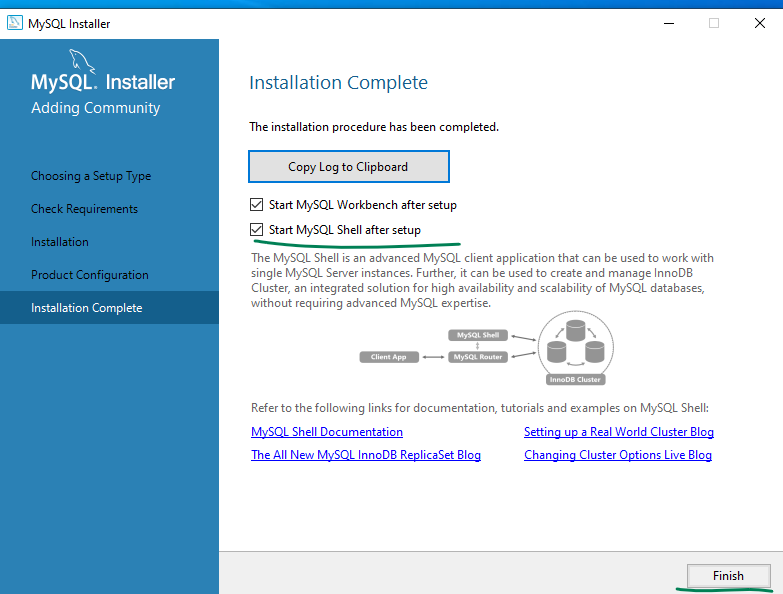 MySQL Installer
MySQL. Installer
Adding Community
Choosing a Setup Type
Check Requirements
Installation
Product Configuration
Installation Complete
Installation Complete
The installation procedure has been completed.
Copy Log to Clipboard
Start MySQL Workbench after setup
Start MySQL Shell after setup
The MySQL Shell is an advanced MySQL client application that can be used to work with
single MySQL Server instances. Further, it can be used to create and manage InnoDB
Cluster, an integrated solution for high availability and scalability of MySQL databases,
without requiring advanced MySQL expertise.
MySQL Shell
Client App
MySQL Router
InnoDB Cluster
Refer to the following links for documentation, tutorials and examples on MySQL Shell:
MySQL Shell Documentation
Setting up a Real World Cluster Blog
The All New MySQL InnoDB ReplicaSet Blog
Changing Cluster Options Live Blog
Finish